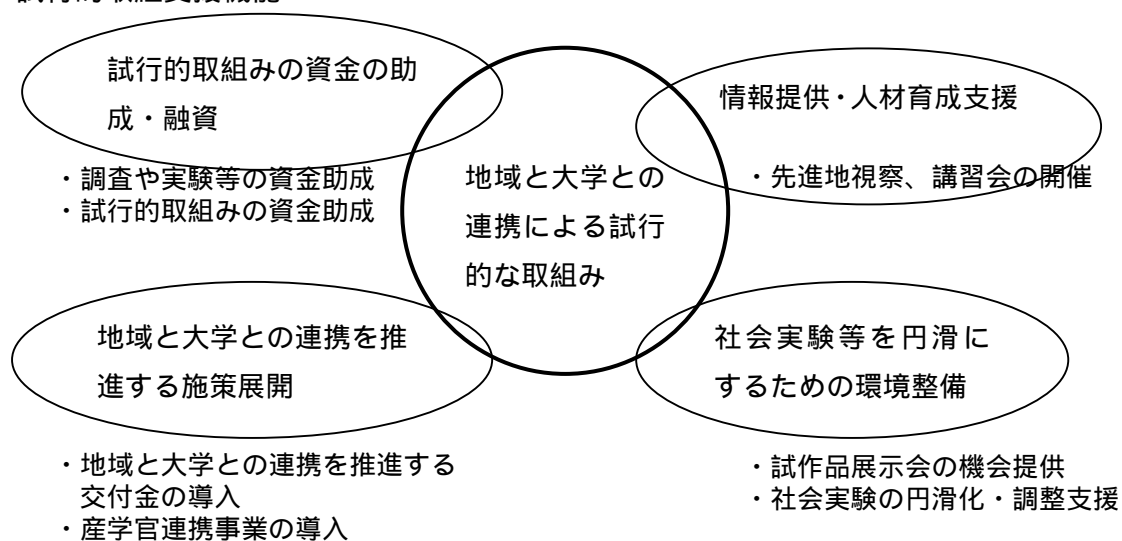 試行的取組みの資金の助
成・融資
・調査や実験等の資金助成
・試行的取組みの資金助成
情報提供・人材育成支援
・先進地視察、講習会の開催
地域と大学との
連携による試行
的な取組み
地域と大学との連携を推
進する施策展開
・地域と大学との連携を推進する
交付金の導入
・産学官連携事業の導入
社会実験等を円滑に
するための環境整備
・試作品展示会の機会提供
・社会実験の円滑化・調整支援